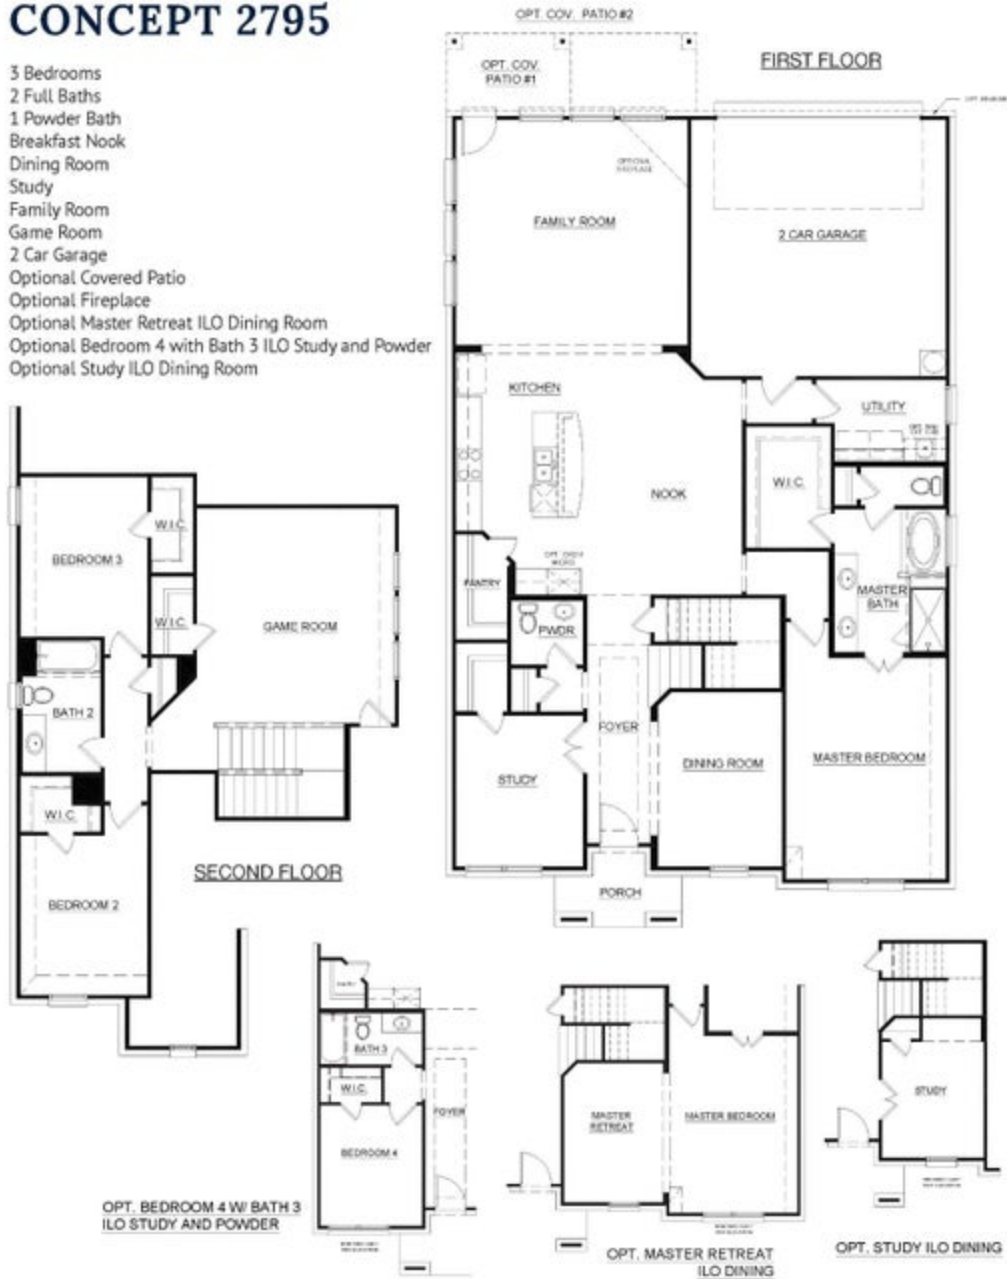 CONCEPT 2795
3 Bedrooms
2 Full Baths
1 Powder Bath
Breakfast Nook
Dining Room
Study
Family Room
Game Room
2 Car Garage
Optional Covered Patio
Optional Fireplace
Optional Master Retreat ILO Dining Room
Optional Bedroom 4 with Bath 3 ILO Study and Powder
Optional Study ILO Dining Room
OPT. COV. PATIO #2
OPT. COV.
PATIO #1
FIRST FLOOR
OPTIONAL
FIREPLACE
FAMILY ROOM
2 CAR GARAGE
KITCHEN
UTILITY
W.I.C.
NOOK
PANTRY
PWDR
MASTER
BATH
FOYER
STUDY
DINING ROOM
MASTER BEDROOM
PORCH
W.I.C.
BEDROOM 3
W.I.C.
GAME ROOM
BATH 2
W.I.C.
SECOND FLOOR
BEDROOM 2
BATH 3
W.I.C.
FOYER
BEDROOM 4
OPT. BEDROOM 4 W/ BATH 3
ILO STUDY AND POWDER
MASTER
RETREAT
MASTER BEDROOM
OPT. MASTER RETREAT
ILO DINING
STUDY
OPT. STUDY ILO DINING